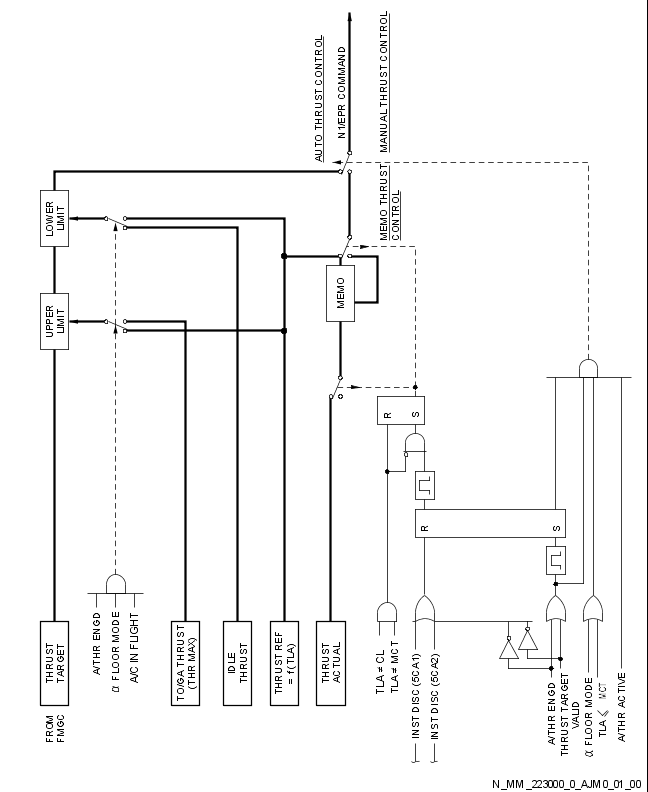 AUTO THRUST CONTROL
N1/EPR COMMAND
MANUAL THRUST CONTROL
MEMO THRUST
CONTROL
LOWER
LIMIT
UPPER
LIMIT
MEMO
R
S
R
S
FROM
FMGC
THRUST
TARGET
A/THR ENGD
α FLOOR MODE
A/C IN FLIGHT
TO/GA THRUST
(THR MAX)
IDLE
THRUST
THRUST REF
= f(TLA)
THRUST
ACTUAL
TLA ≠ CL
TLA ≠ MCT
INST DISC (5CA1)
INST DISC (5CA2)
A/THR ENGD
THRUST TARGET
VALID
α FLOOR MODE
TLA ⩽ MCT
A/THR ACTIVE
N_MM_223000_0_AJM0_01_00